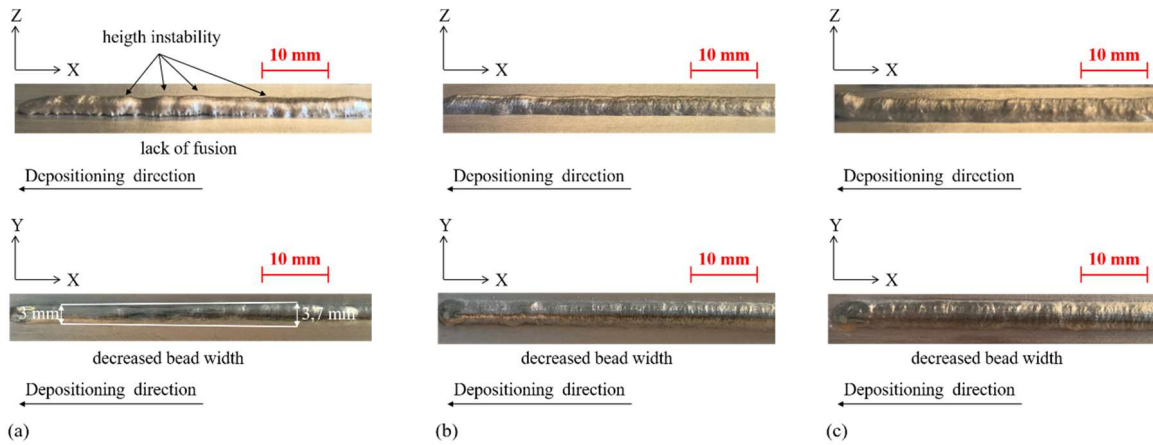 Z
heigth instability
10 mm
X
lack of fusion
Depositioning direction
Y
10 mm
X
3 mm
3,7 mm
decreased bead width
Depositioning direction
(a)
Z
10 mm
X
Depositioning direction
Y
10 mm
X
decreased bead width
Depositioning direction
(b)
Z
10 mm
X
Depositioning direction
Y
10 mm
X
decreased bead width
Depositioning direction
(c)